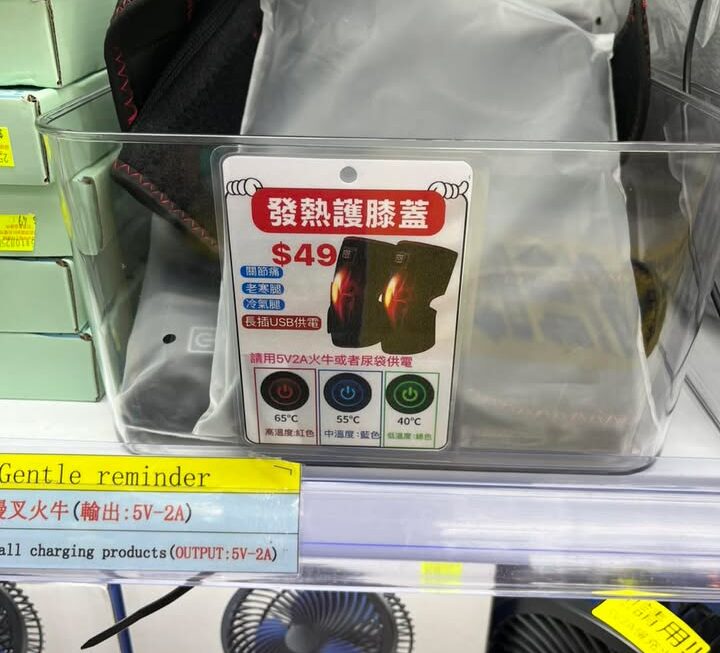 發熱護膝蓋
$49
關節痛
老寒腿
冷氣腿
長插USB供電
請用5V2A火牛或者尿袋供電
65°C
55°C
40°C
高溫度:紅色
中溫度:藍色
低溫度:綠色
Gentle reminder
叉火牛(輸出:5V-2A)
all charging products(OUTPUT:5V-2A)
請用